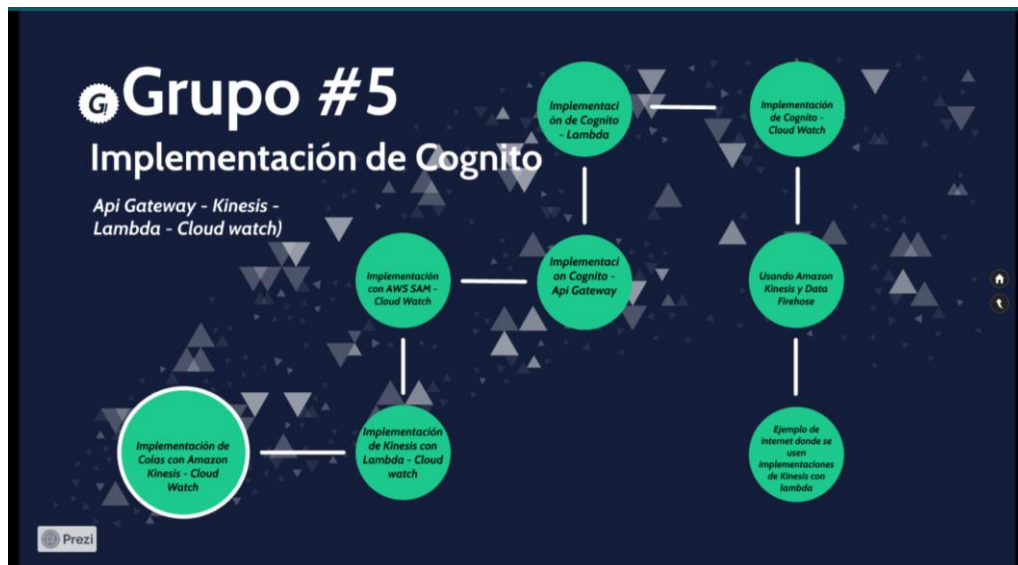 G!
Grupo #5
Implementación de Cognito
Api Gateway - Kinesis -
Lambda - Cloud watch)
Implementación de
Colas con Amazon
Kinesis - Cloud
Watch
Implementación
de Kinesis con
Lambda - Cloud
watch
Implementación
con AWS SAM -
Cloud Watch
Implementaci
on Cognito -
Api Gateway
Implementaci
ón de Cognito
- Lambda
Implementación
de Cognito -
Cloud Watch
Usando Amazon
Kinesis y Data
Firehose
Ejemplo de
internet donde se
usen
implementaciones
de Kinesis con
lambda
Prezi